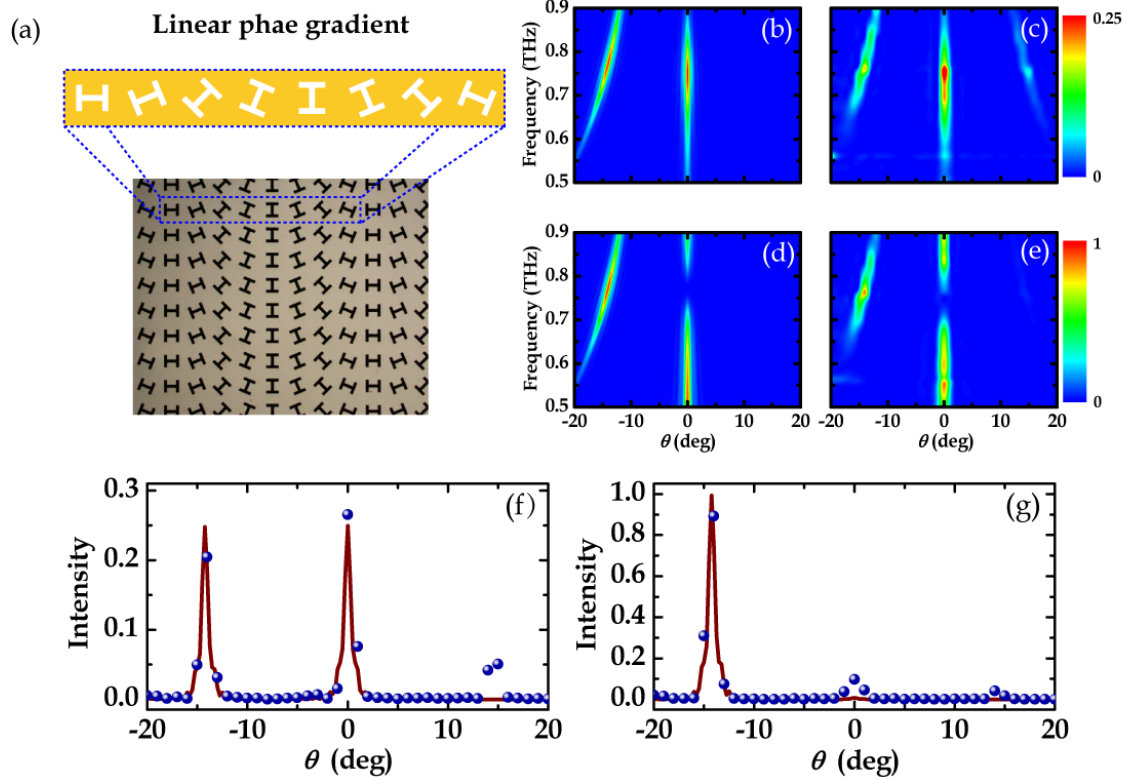 (a)
Linear phae gradient
(b)
(c)
(d)
(e)
Frequency (THz)
0.9
0.8
0.7
0.6
0.5
0.25
0
Frequency (THz)
0.9
0.8
0.7
0.6
0.5
1
0
-20 -10 0 10 20
θ (deg)
-20 -10 0 10 20
θ (deg)
(f)
Intensity
0.3
0.2
0.1
0.0
-20 -10 0 10 20
θ (deg)
(g)
Intensity
1.0
0.8
0.6
0.4
0.2
0.0
-20 -10 0 10 20
θ (deg)